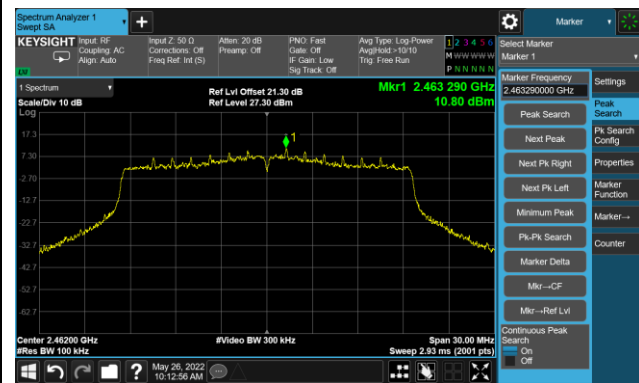 Spectrum Analyzer 1
Swept SA
KEYSIGHT
Input: RF
Coupling: AC
Align: Auto
Input Z: 50 Ω
Corrections: Off
Freq Ref: Int (S)
Atten: 20 dB
Preamp: Off
PNO: Fast
Gate: Off
IF Gain: Low
Sig Track: Off
Avg Type: Log-Power
Avg|Hold:>10/10
Trig: Free Run
1 2 3 4 5 6
M W W W W W
P N N N N N
LW
1 Spectrum
Scale/Div 10 dB
Log
Ref Lvl Offset 21.30 dB
Ref Level 27.30 dBm
Mkr1 2.463 290 GHz
10.80 dBm
1
17.3
7.30
-2.70
-12.7
-22.7
-32.7
-42.7
-52.7
-62.7
Center 2.46200 GHz
#Res BW 100 kHz
#Video BW 300 kHz
Span 30.00 MHz
Sweep 2.93 ms (2001 pts)
?
May 26, 2022
10:12:56 AM
Marker
Select Marker
Marker 1
Marker Frequency
2.463290000 GHz
Peak Search
Next Peak
Next Pk Right
Next Pk Left
Minimum Peak
Pk-Pk Search
Marker Delta
Mkr→CF
Mkr→Ref Lvl
Continuous Peak
Search
On
Off
Settings
Peak
Search
Pk Search
Config
Properties
Marker
Function
Marker→
Counter